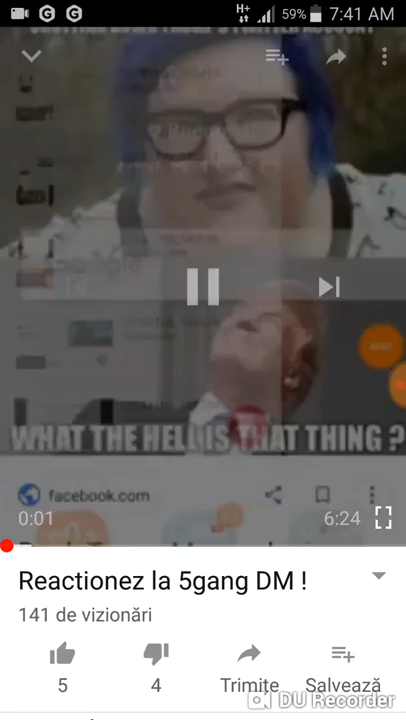 H+ 59% 7:41 AM
WHAT THE HELL IS THAT THING ?
facebook.com
0:01 6:24
Reactionez la 5gang DM !
141 de vizionări
5 4 Trimite Salvează
DU Recorder